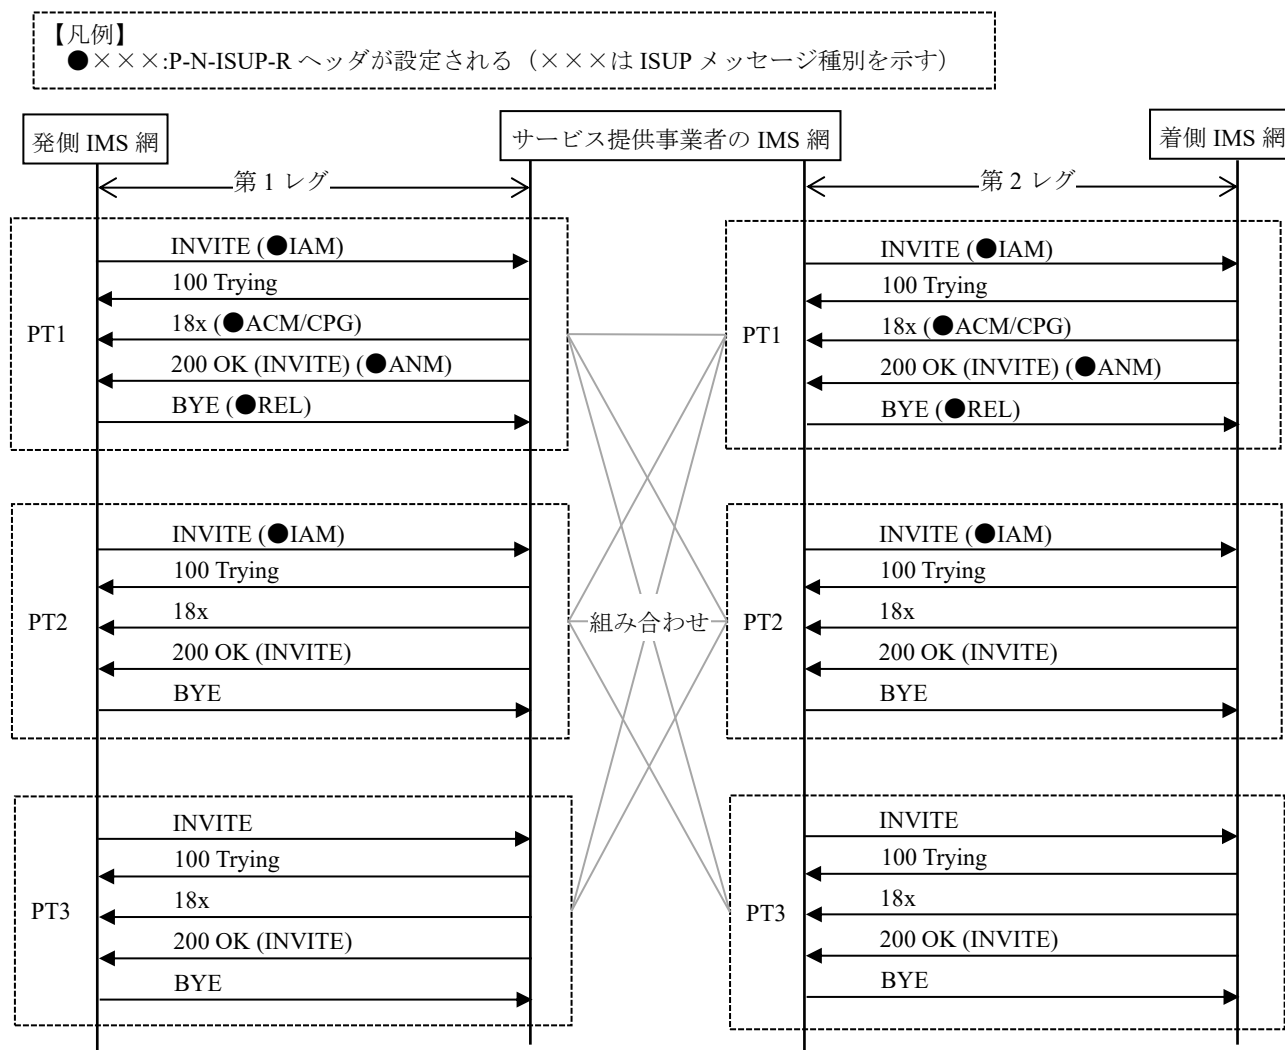 【凡例】
●×××:P-N-ISUP-R ヘッダが設定される（×××は ISUP メッセージ種別を示す）
発側 IMS 網
サービス提供事業者の IMS 網
着側 IMS 網
第 1 レグ
第 2 レグ
PT1
INVITE (●IAM)
100 Trying
18x (●ACM/CPG)
200 OK (INVITE) (●ANM)
BYE (●REL)
PT1
INVITE (●IAM)
100 Trying
18x (●ACM/CPG)
200 OK (INVITE) (●ANM)
BYE (●REL)
PT2
INVITE (●IAM)
100 Trying
18x
200 OK (INVITE)
BYE
組み合わせ
PT2
INVITE (●IAM)
100 Trying
18x
200 OK (INVITE)
BYE
PT3
INVITE
100 Trying
18x
200 OK (INVITE)
BYE
PT3
INVITE
100 Trying
18x
200 OK (INVITE)
BYE